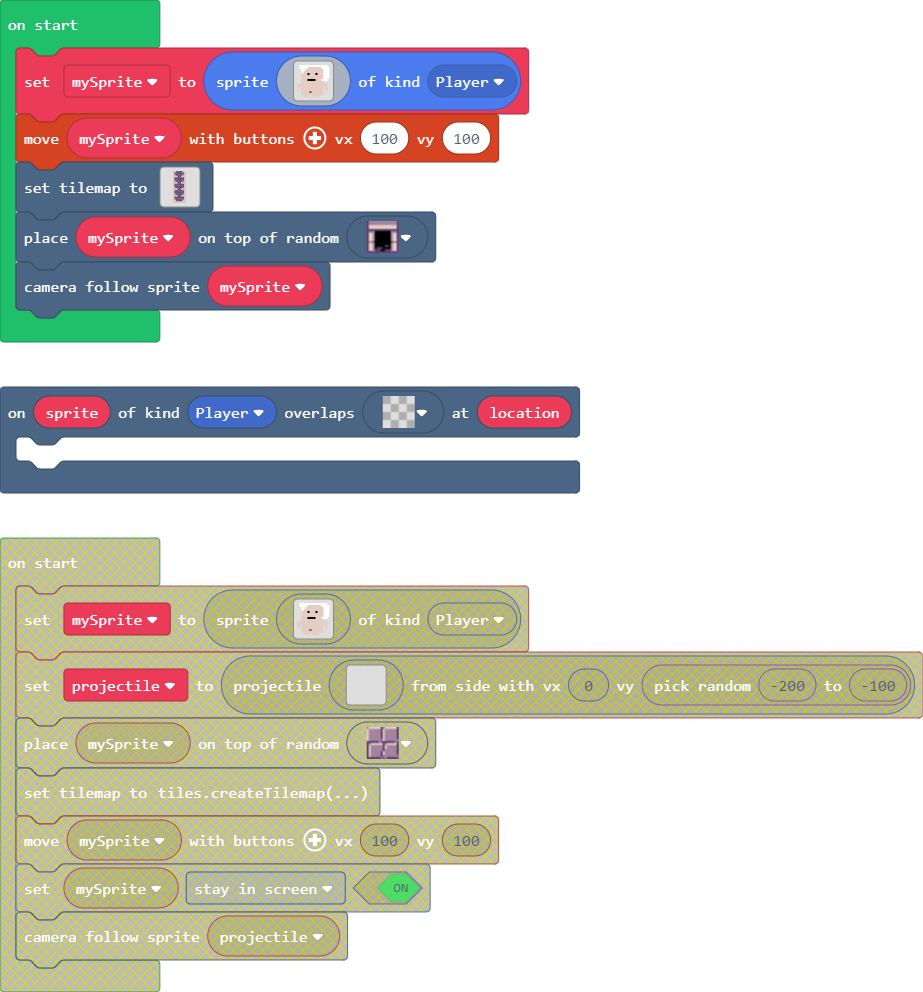 on start
set mySprite to sprite of kind Player
move mySprite with buttons vx 100 vy 100
set tilemap to
place mySprite on top of random
camera follow sprite mySprite
on sprite of kind Player overlaps at location
on start
set mySprite to sprite of kind Player
set projectile to projectile from side with vx 0 vy pick random -200 to -100
place mySprite on top of random
set tilemap to tiles.createTilemap(...)
move mySprite with buttons vx 100 vy 100
set mySprite stay in screen ON
camera follow sprite projectile